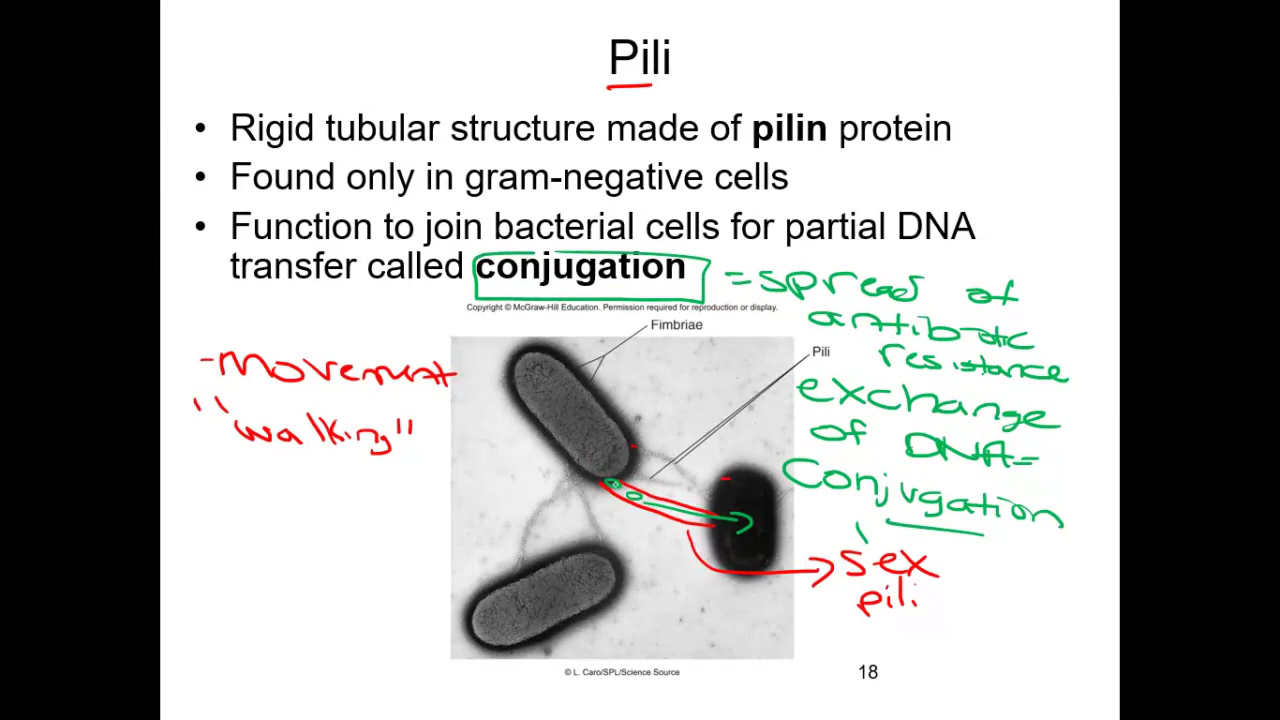 Pili
• Rigid tubular structure made of pilin protein
• Found only in gram-negative cells
• Function to join bacterial cells for partial DNA
transfer called conjugation
= spread of
antibiotic
resistance
Copyright © McGraw-Hill Education. Permission required for reproduction or display.
Fimbriae
Pili
-Movement
"walking"
exchange
of DNA=
Conjugation
sex
pili
© L. Caro/SPL/Science Source
18